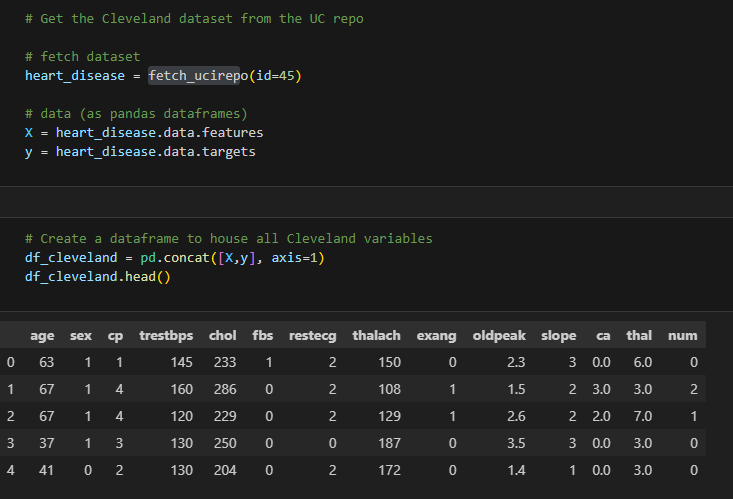 # Get the Cleveland dataset from the UC repo
# fetch dataset
heart_disease = fetch_ucirepo(id=45)
# data (as pandas dataframes)
X = heart_disease.data.features
y = heart_disease.data.targets
# Create a dataframe to house all Cleveland variables
df_cleveland = pd.concat([X,y], axis=1)
df_cleveland.head()
age sex cp trestbps chol fbs restecg thalach exang oldpeak slope ca thal num
0 63 1 1 145 233 1 2 150 0 2.3 3 0.0 6.0 0
1 67 1 4 160 286 0 2 108 1 1.5 2 3.0 3.0 2
2 67 1 4 120 229 0 2 129 1 2.6 2 2.0 7.0 1
3 37 1 3 130 250 0 0 187 0 3.5 3 0.0 3.0 0
4 41 0 2 130 204 0 2 172 0 1.4 1 0.0 3.0 0